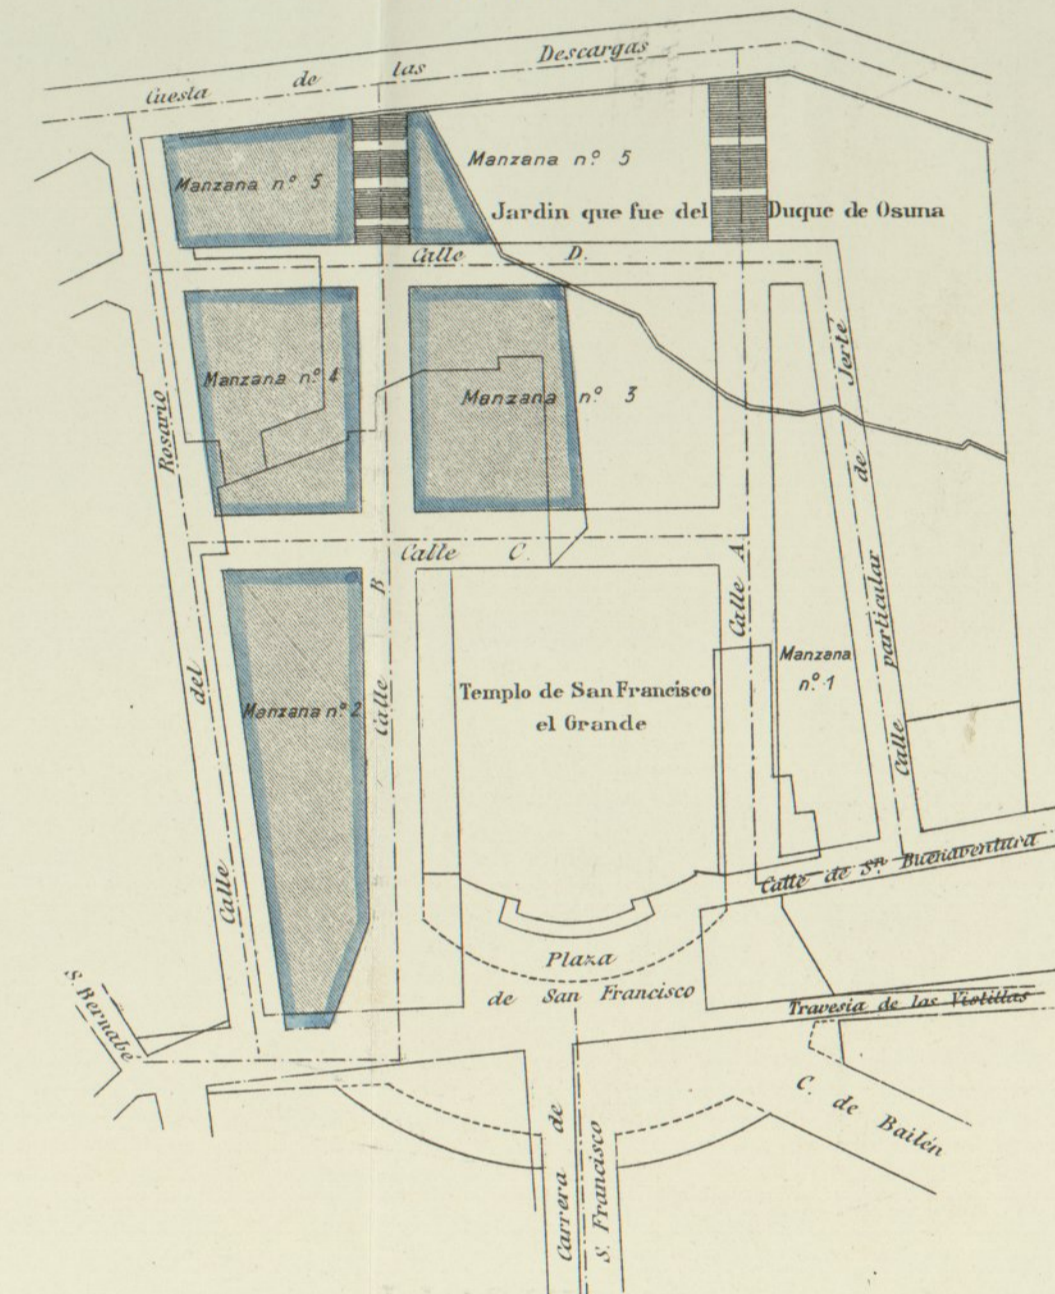 Cuesta de las Descargas
Manzana nº 5
Manzana nº 5
Jardin que fue del Duque de Osuna
Calle D.
Manzana nº 4
Manzana nº 3
Calle particular de Jerte
Calle del Rosario
Calle C.
Calle B
Calle A
Manzana nº 2
Templo de San Francisco
el Grande
Manzana
nº 1
Calle de Sn. Buenaventura
Plaza
de San Francisco
Travesia de las Vistillas
S. Bernabé
C. de Bailén
Carrera de
S. Francisco